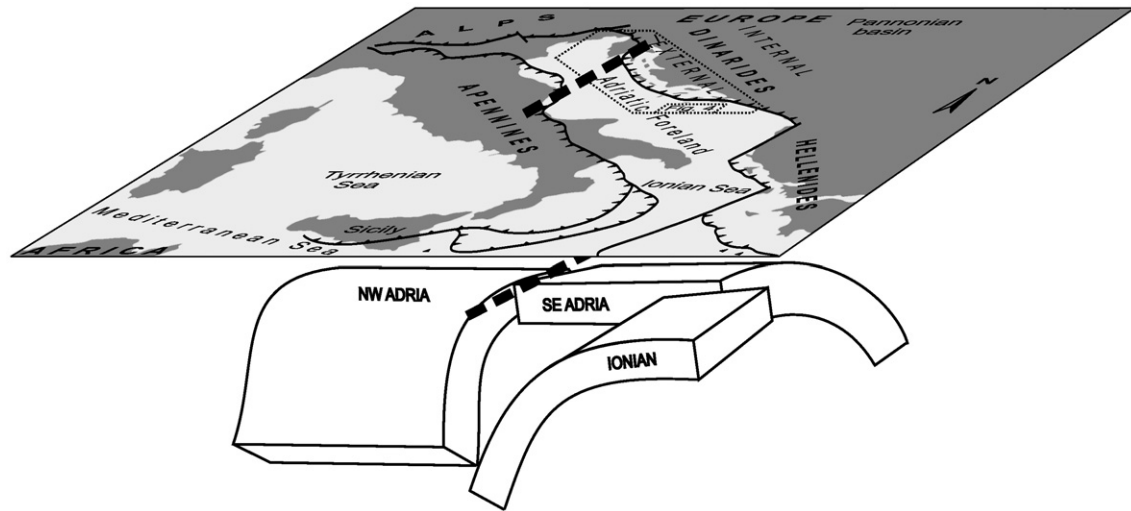 ALPS
EUROPE
Pannonian
basin
INTERNAL
DINARIDES
EXTERNAL
N
APENNINES
Adriatic Foreland
HELLENIDES
Tyrrhenian
Sea
Ionian Sea
Mediterranean Sea
Sicily
AFRICA
NW ADRIA
SE ADRIA
IONIAN